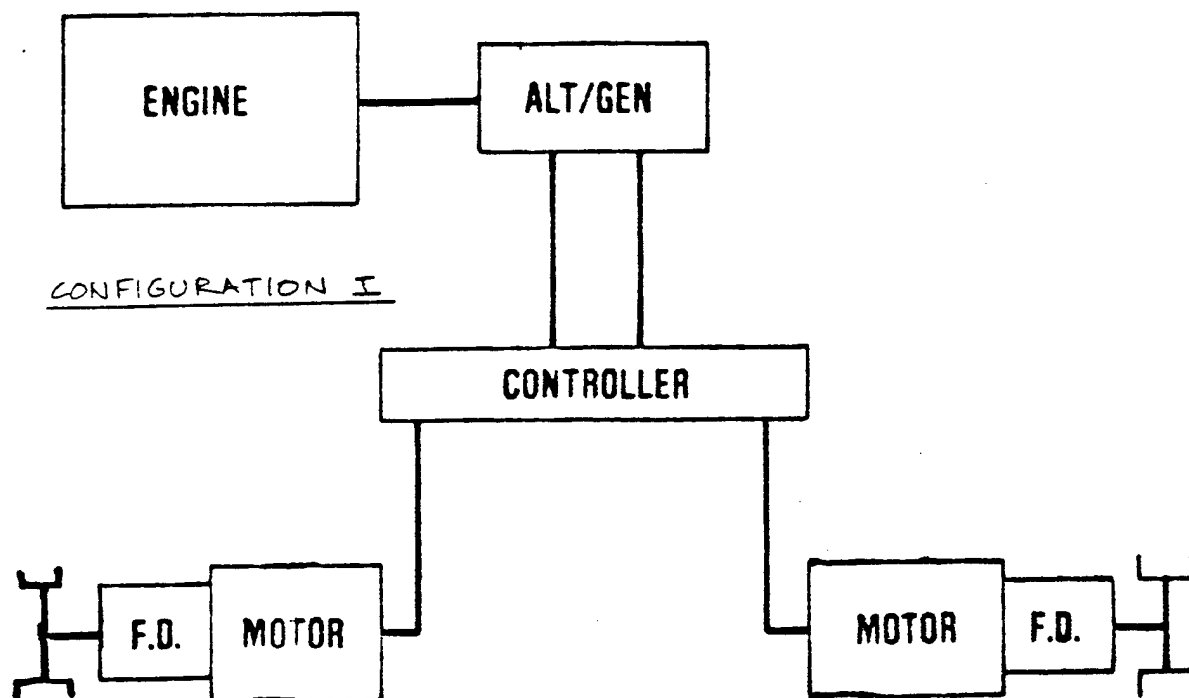 ENGINE
ALT/GEN
CONFIGURATION I
CONTROLLER
F.D.
MOTOR
MOTOR
F.D.